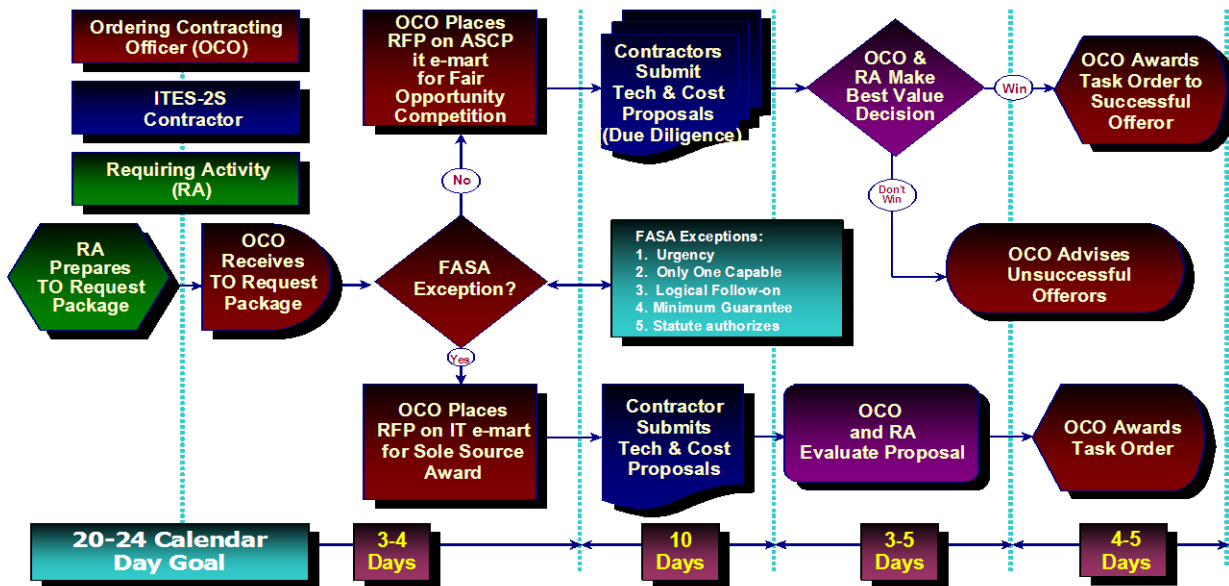 Ordering Contracting
Officer (OCO)
ITES-2S
Contractor
Requiring Activity
(RA)
RA
Prepares
TO Request
Package
OCO
Receives
TO Request
Package
OCO Places
RFP on ASCP
it e-mart
for Fair
Opportunity
Competition
No
FASA
Exception?
Yes
OCO Places
RFP on IT e-mart
for Sole Source
Award
Contractors
Submit
Tech & Cost
Proposals
((Due Diligence)
FASA Exceptions:
1. Urgency
2. Only One Capable
3. Logical Follow-on
4. Minimum Guarantee
5. Statute authorizes
Contractor
Submits
Tech & Cost
Proposals
OCO &
RA Make
Best Value
Decision
Win
Don't
Win
OCO Awards
Task Order to
Successful
Offeror
OCO Advises
Unsuccessful
Offerors
OCO
and RA
Evaluate Proposal
OCO Awards
Task Order
20-24 Calendar
Day Goal
3-4
Days
10
Days
3-5
Days
4-5
Days